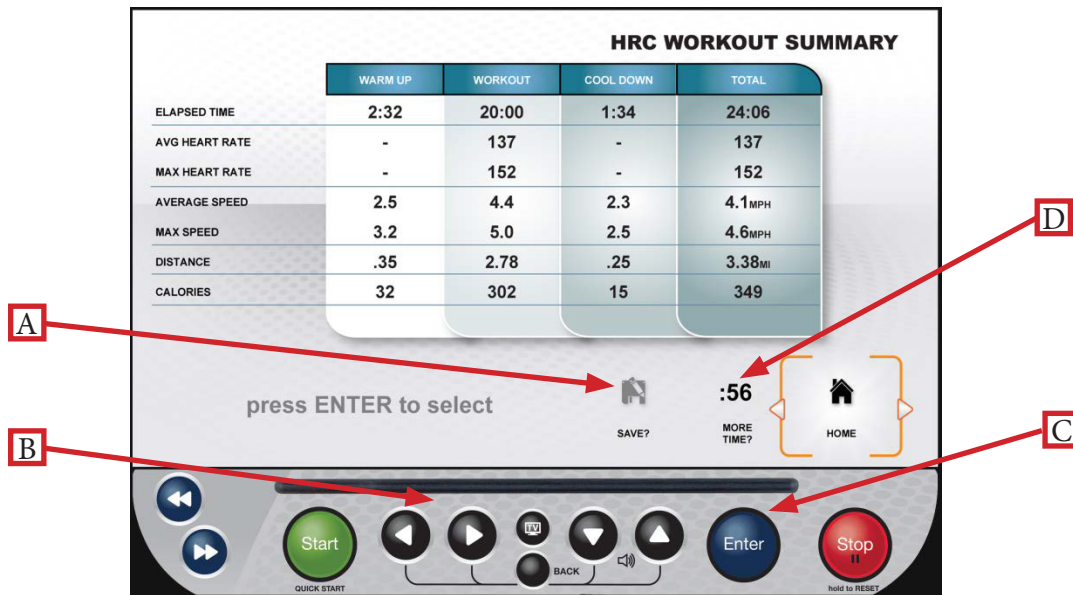 HRC WORKOUT SUMMARY
WARM UP WORKOUT COOL DOWN TOTAL
ELAPSED TIME 2:32 20:00 1:34 24:06
AVG HEART RATE - 137 - 137
MAX HEART RATE - 152 - 152
AVERAGE SPEED 2.5 4.4 2.3 4.1MPH
MAX SPEED 3.2 5.0 2.5 4.6MPH
DISTANCE .35 2.78 .25 3.38MI
CALORIES 32 302 15 349
D
A
:56
press ENTER to select
SAVE?
MORE
TIME?
HOME
C
B
Start
TV
Enter
Stop
BACK
QUICK START
hold to RESET